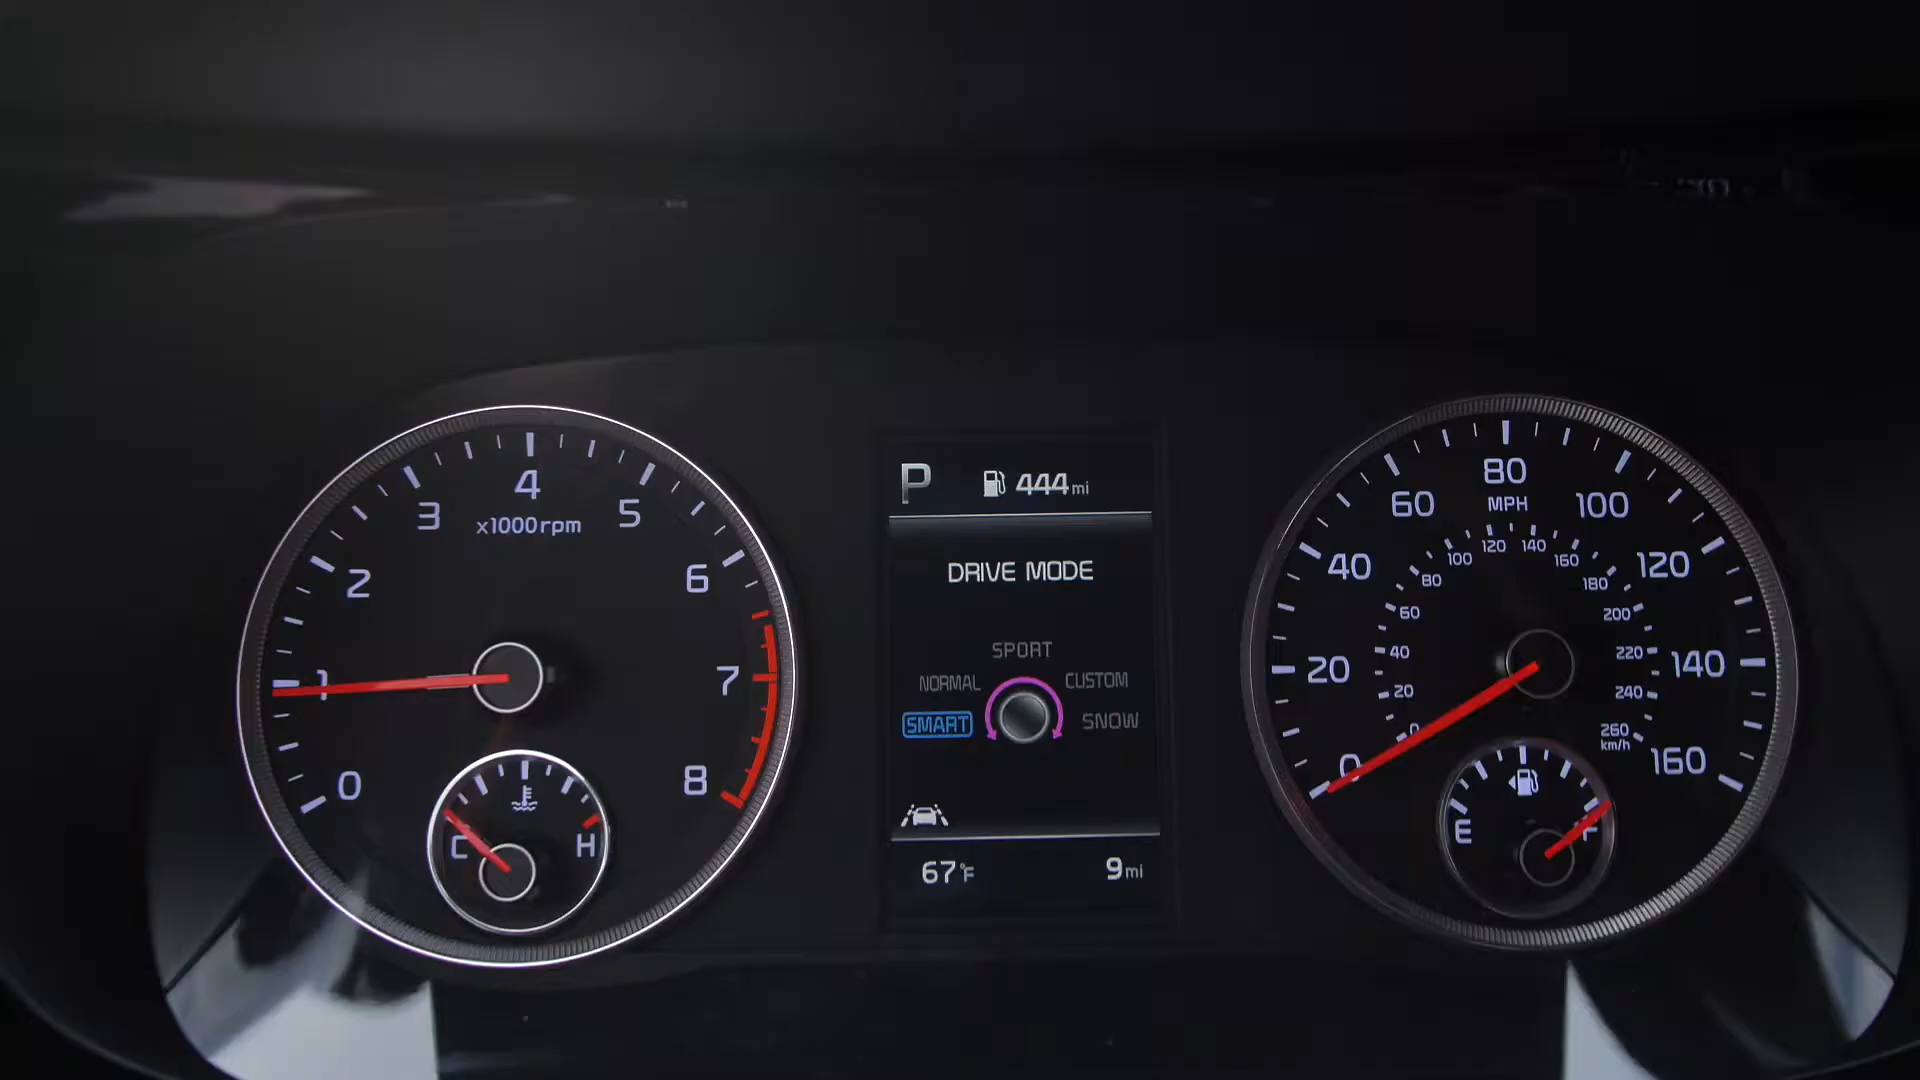 P 444 mi
DRIVE MODE
SPORT
NORMAL CUSTOM
SMART SNOW
67°F 9 mi
0 1 2 3 4 5 6 7 8
x1000rpm
C H
0 20 40 60 80 100 120 140 160
MPH
0 20 40 60 80 100 120 140 160 180 200 220 240 260
km/h
E F